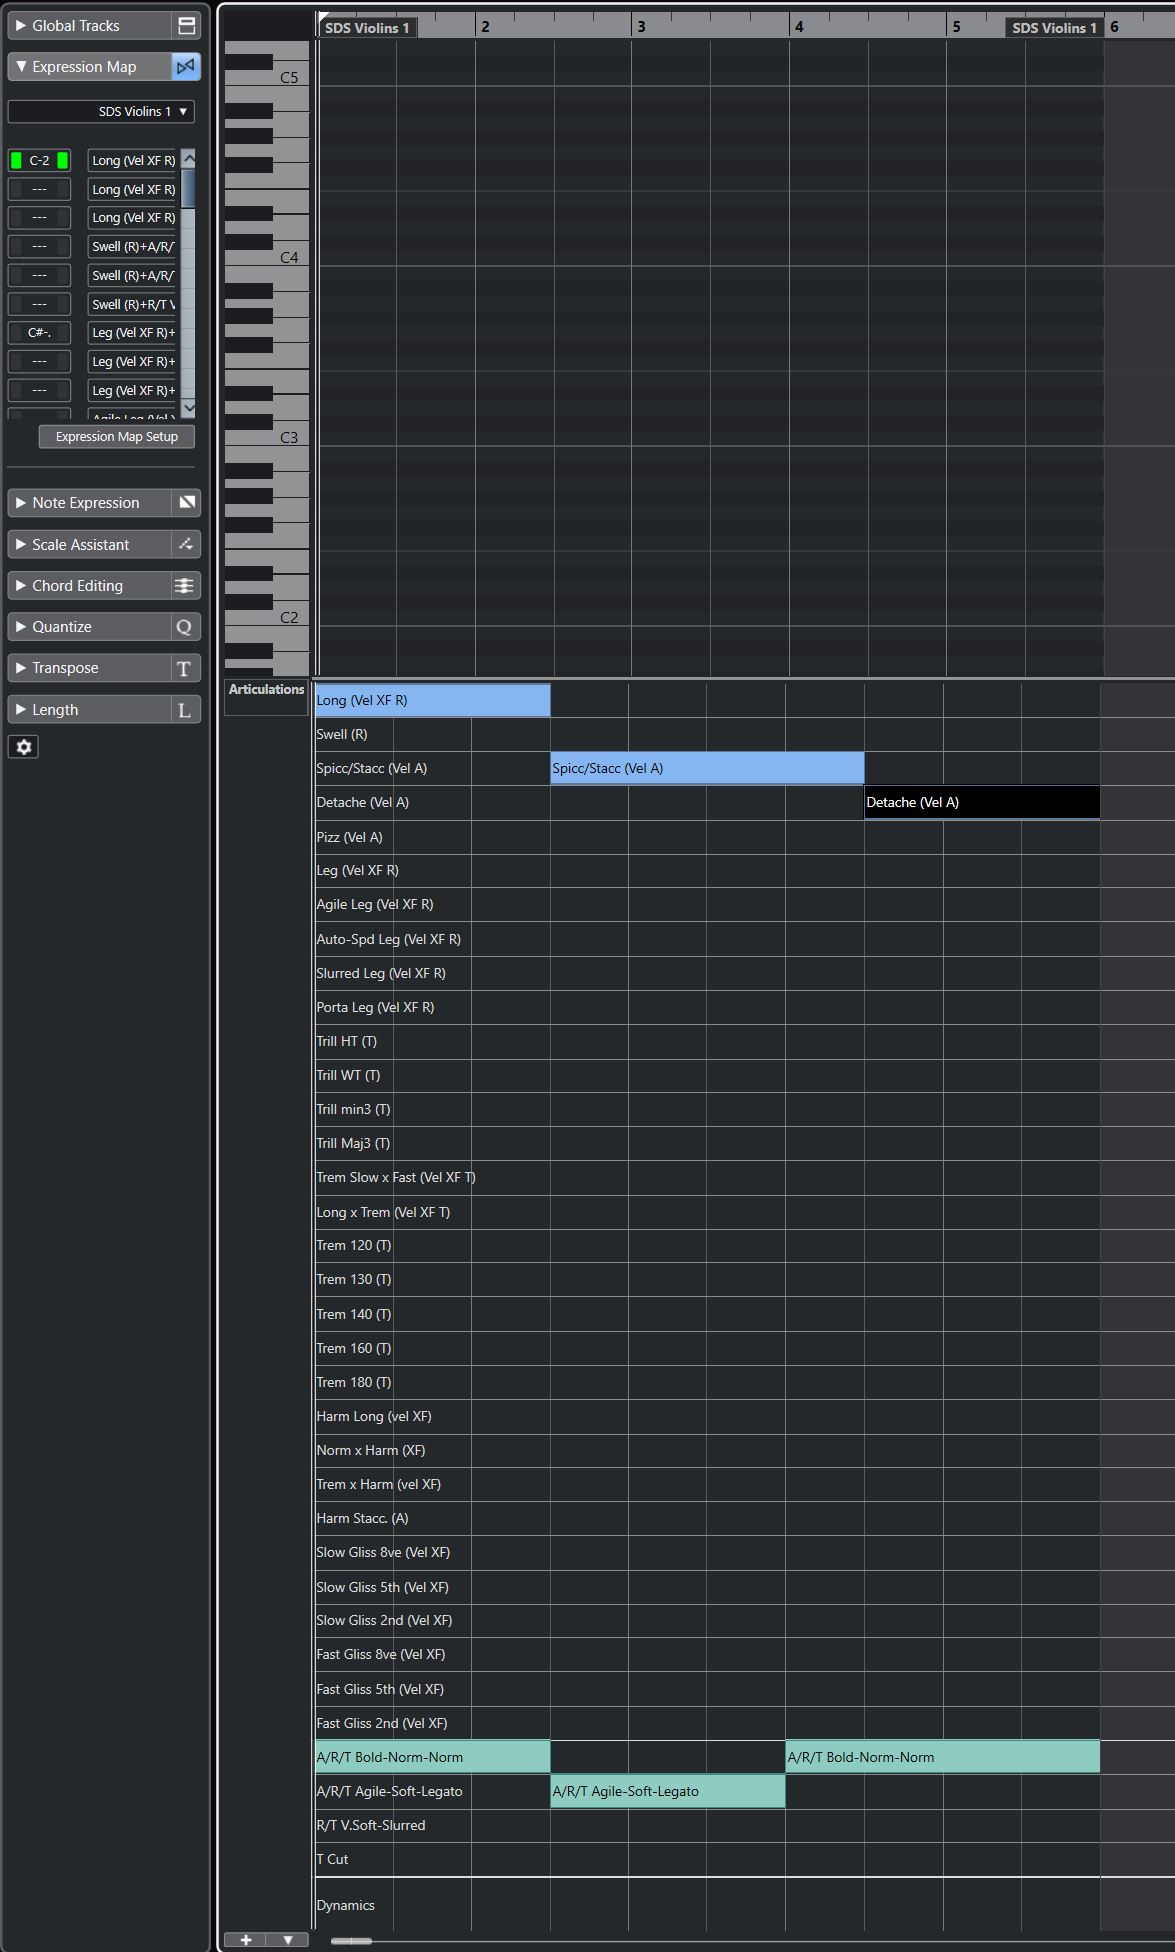 Global Tracks
Expression Map
SDS Violins 1
C-2 Long (Vel XF R)
--- Long (Vel XF R)
--- Long (Vel XF R)
--- Swell (R)+A/R/
--- Swell (R)+A/R/
--- Swell (R)+R/T V
C#-. Leg (Vel XF R)+
--- Leg (Vel XF R)+
--- Leg (Vel XF R)+
Expression Map Setup
Note Expression
Scale Assistant
Chord Editing
Quantize Q
Transpose T
Length L
SDS Violins 1 2 3 4 5 SDS Violins 1 6
C5
C4
C3
C2
Articulations
Long (Vel XF R)
Swell (R)
Spicc/Stacc (Vel A) Spicc/Stacc (Vel A)
Detache (Vel A) Detache (Vel A)
Pizz (Vel A)
Leg (Vel XF R)
Agile Leg (Vel XF R)
Auto-Spd Leg (Vel XF R)
Slurred Leg (Vel XF R)
Porta Leg (Vel XF R)
Trill HT (T)
Trill WT (T)
Trill min3 (T)
Trill Maj3 (T)
Trem Slow x Fast (Vel XF T)
Long x Trem (Vel XF T)
Trem 120 (T)
Trem 130 (T)
Trem 140 (T)
Trem 160 (T)
Trem 180 (T)
Harm Long (vel XF)
Norm x Harm (XF)
Trem x Harm (vel XF)
Harm Stacc. (A)
Slow Gliss 8ve (Vel XF)
Slow Gliss 5th (Vel XF)
Slow Gliss 2nd (Vel XF)
Fast Gliss 8ve (Vel XF)
Fast Gliss 5th (Vel XF)
Fast Gliss 2nd (Vel XF)
A/R/T Bold-Norm-Norm A/R/T Bold-Norm-Norm
A/R/T Agile-Soft-Legato A/R/T Agile-Soft-Legato
R/T V.Soft-Slurred
T Cut
Dynamics